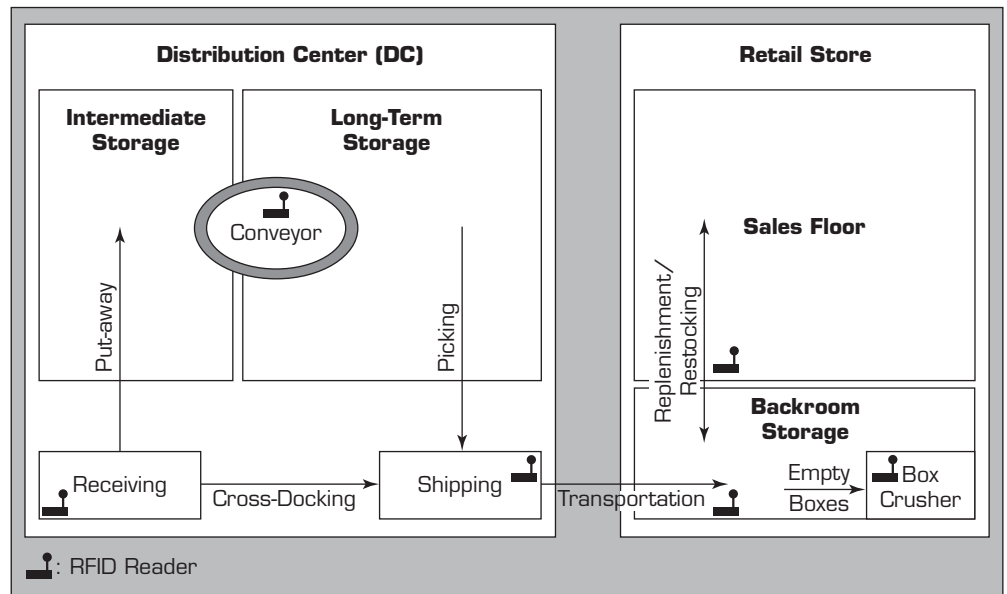 Distribution Center (DC)
Retail Store
Intermediate
Storage
Long-Term
Storage
Conveyor
Put-away
Picking
Receiving
Cross-Docking
Shipping
Transportation
Sales Floor
Replenishment/
Restocking
Backroom
Storage
Empty
Boxes
Box
Crusher
: RFID Reader